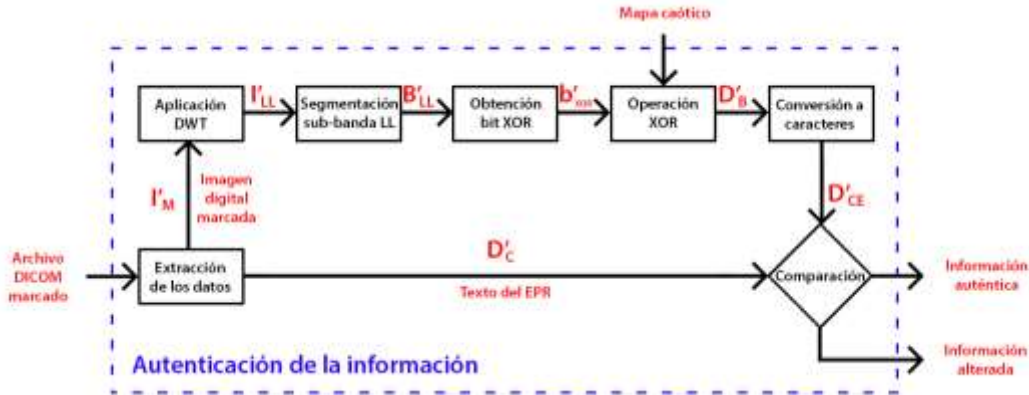 Mapa caótico
Aplicación
DWT
I'LL
Segmentación
sub-banda LL
B'LL
Obtención
bit XOR
b'xor
Operación
XOR
D'B
Conversión a
caracteres
I'M
Imagen
digital
marcada
D'CE
Archivo
DICOM
marcado
Extracción
de los datos
D'C
Texto del EPR
Comparación
Información
auténtica
Autenticación de la información
Información
alterada